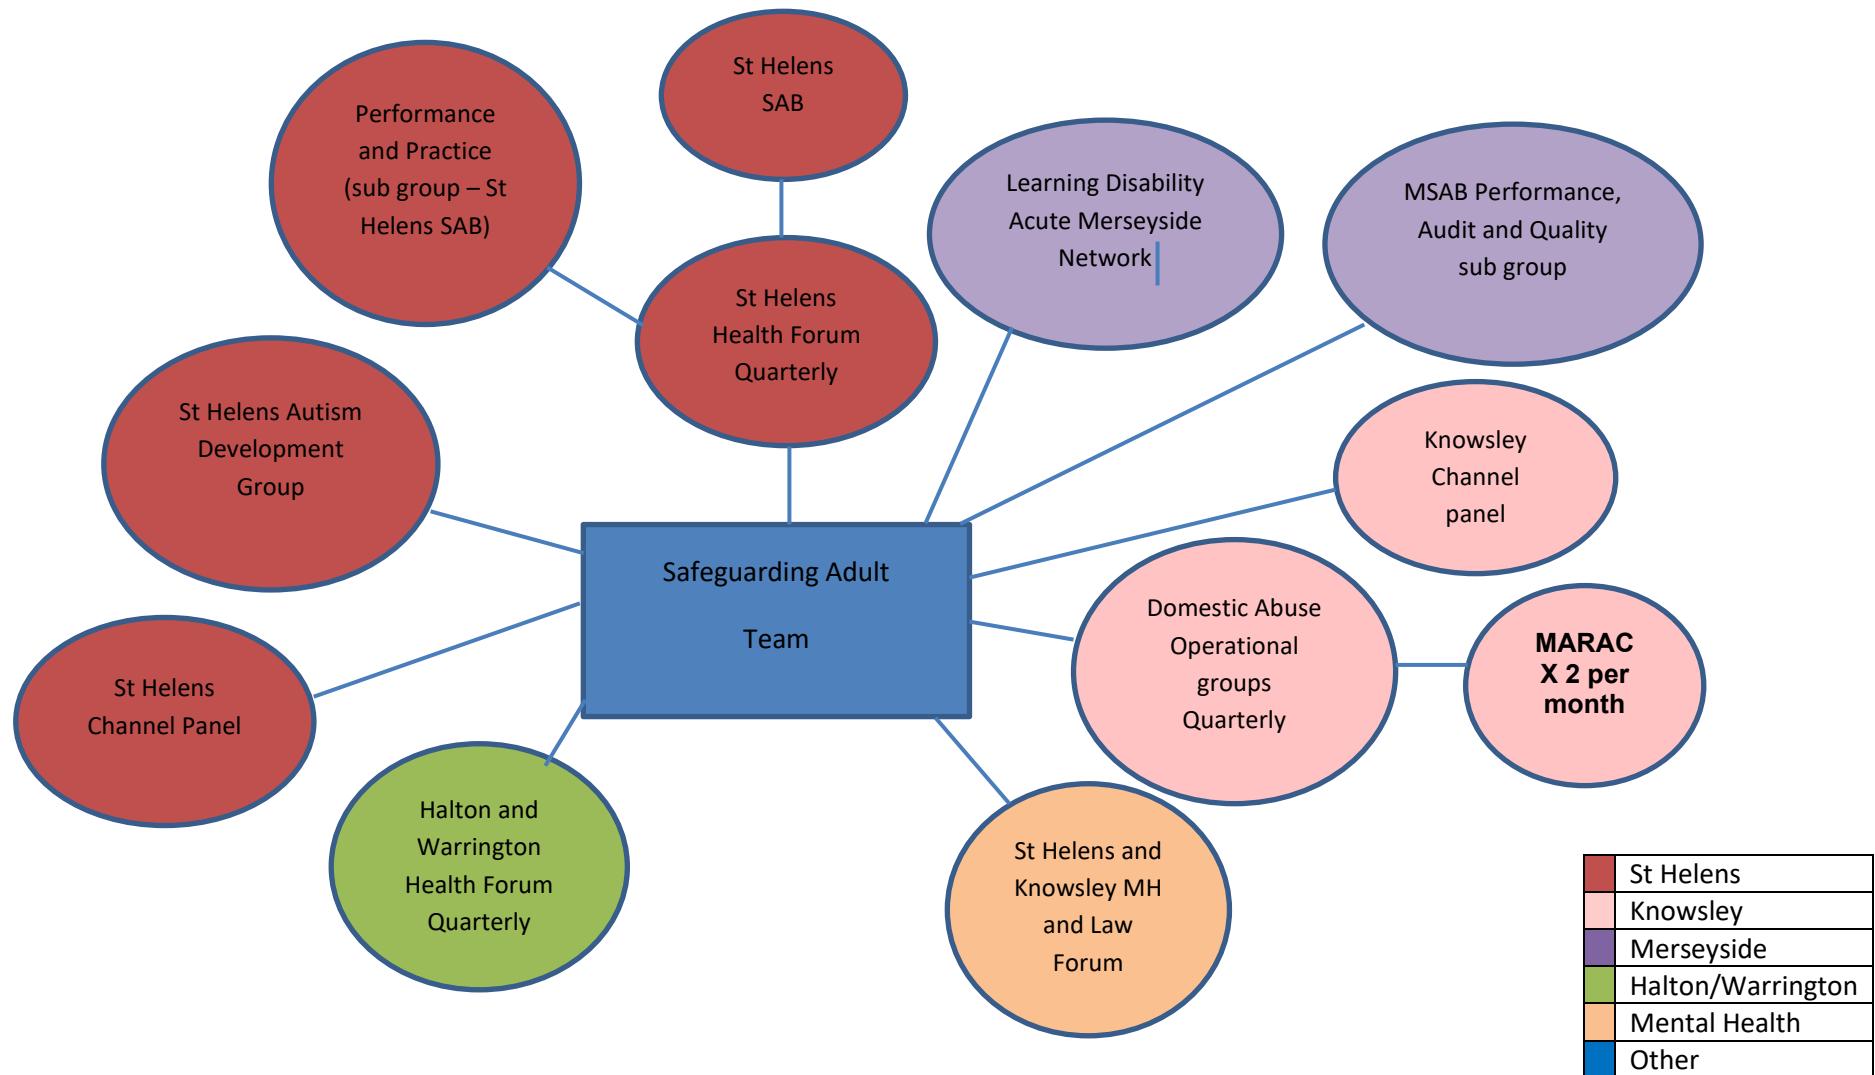 St Helens
SAB
Performance
and Practice
(sub group – St
Helens SAB)
Learning Disability
Acute Merseyside
Network
MSAB Performance,
Audit and Quality
sub group
St Helens
Health Forum
Quarterly
St Helens Autism
Development
Group
Knowsley
Channel
panel
Safeguarding Adult
Team
Domestic Abuse
Operational
groups
Quarterly
MARAC
X 2 per
month
St Helens
Channel Panel
Halton and
Warrington
Health Forum
Quarterly
St Helens and
Knowsley MH
and Law
Forum
St Helens
Knowsley
Merseyside
Halton/Warrington
Mental Health
Other